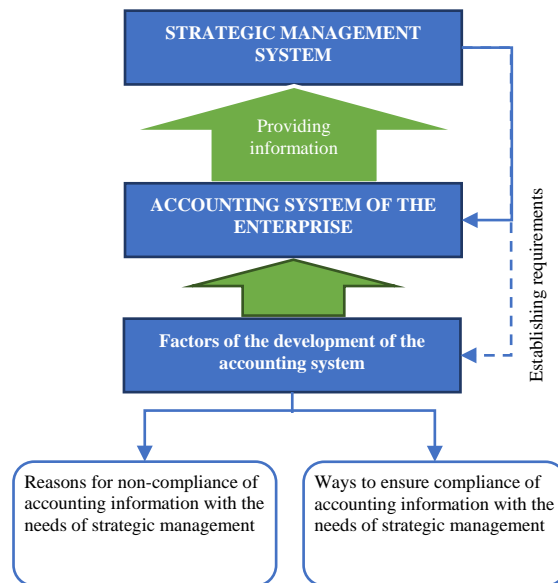 STRATEGIC MANAGEMENT
SYSTEM
Providing
information
ACCOUNTING SYSTEM OF THE
ENTERPRISE
Establishing requirements
Factors of the development of the
accounting system
Reasons for non-compliance of
accounting information with the
needs of strategic management
Ways to ensure compliance of
accounting information with the
needs of strategic management